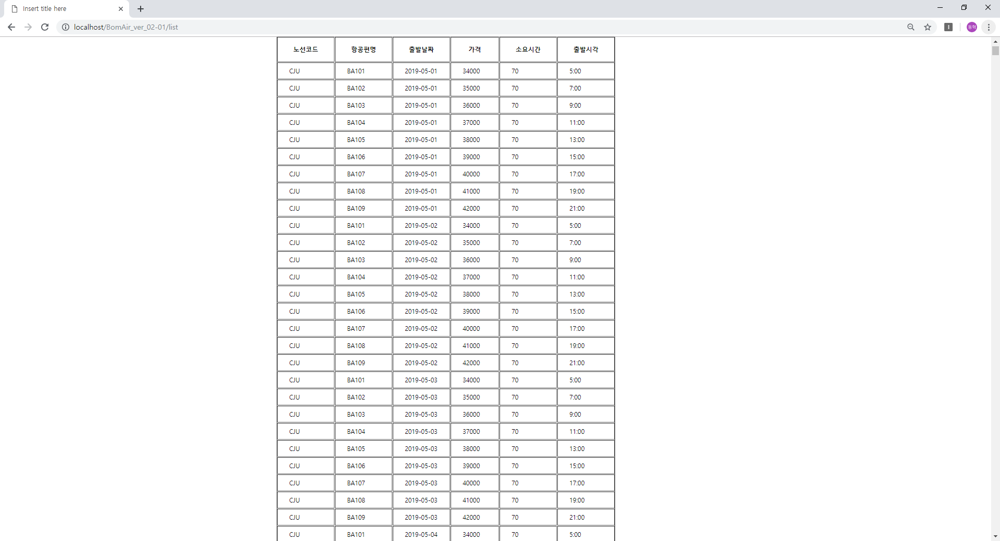 Insert title here
localhost/BomAir_ver_02-01/list
I
동혁
노선코드 항공편명 출발날짜 가격 소요시간 출발시각
CJU BA101 2019-05-01 34000 70 5:00
CJU BA102 2019-05-01 35000 70 7:00
CJU BA103 2019-05-01 36000 70 9:00
CJU BA104 2019-05-01 37000 70 11:00
CJU BA105 2019-05-01 38000 70 13:00
CJU BA106 2019-05-01 39000 70 15:00
CJU BA107 2019-05-01 40000 70 17:00
CJU BA108 2019-05-01 41000 70 19:00
CJU BA109 2019-05-01 42000 70 21:00
CJU BA101 2019-05-02 34000 70 5:00
CJU BA102 2019-05-02 35000 70 7:00
CJU BA103 2019-05-02 36000 70 9:00
CJU BA104 2019-05-02 37000 70 11:00
CJU BA105 2019-05-02 38000 70 13:00
CJU BA106 2019-05-02 39000 70 15:00
CJU BA107 2019-05-02 40000 70 17:00
CJU BA108 2019-05-02 41000 70 19:00
CJU BA109 2019-05-02 42000 70 21:00
CJU BA101 2019-05-03 34000 70 5:00
CJU BA102 2019-05-03 35000 70 7:00
CJU BA103 2019-05-03 36000 70 9:00
CJU BA104 2019-05-03 37000 70 11:00
CJU BA105 2019-05-03 38000 70 13:00
CJU BA106 2019-05-03 39000 70 15:00
CJU BA107 2019-05-03 40000 70 17:00
CJU BA108 2019-05-03 41000 70 19:00
CJU BA109 2019-05-03 42000 70 21:00
CJU BA101 2019-05-04 34000 70 5:00